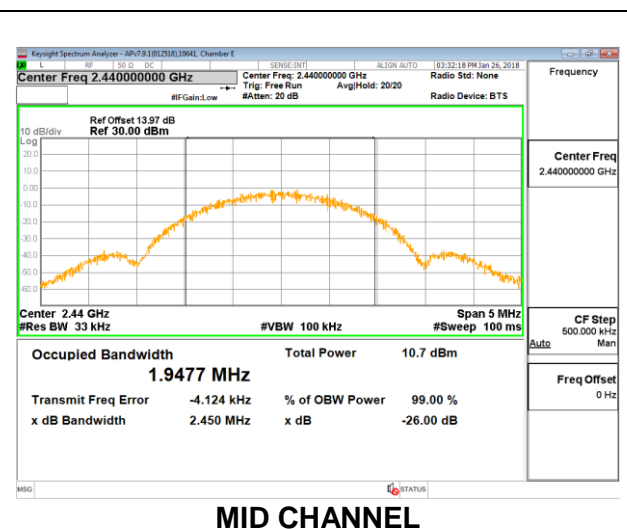 Keysight Spectrum Analyzer - APv7.9.1(012518),10641, Chamber E
L RF 50 Ω DC SENSE:INT ALIGN AUTO 03:32:18 PM Jan 26, 2018
Center Freq 2.440000000 GHz
Center Freq: 2.440000000 GHz Radio Std: None
Trig: Free Run Avg|Hold: 20/20
#IFGain:Low #Atten: 20 dB Radio Device: BTS
Frequency
Ref Offset 13.97 dB
10 dB/div Ref 30.00 dBm
Log
20.0
10.0
0.00
-10.0
-20.0
-30.0
-40.0
-50.0
-60.0
Center 2.44 GHz Span 5 MHz
#Res BW 33 kHz #VBW 100 kHz #Sweep 100 ms
Center Freq
2.440000000 GHz
CF Step
500.000 kHz
Auto Man
Freq Offset
0 Hz
Occupied Bandwidth Total Power 10.7 dBm
1.9477 MHz
Transmit Freq Error -4.124 kHz % of OBW Power 99.00 %
x dB Bandwidth 2.450 MHz x dB -26.00 dB
MSG STATUS
MID CHANNEL